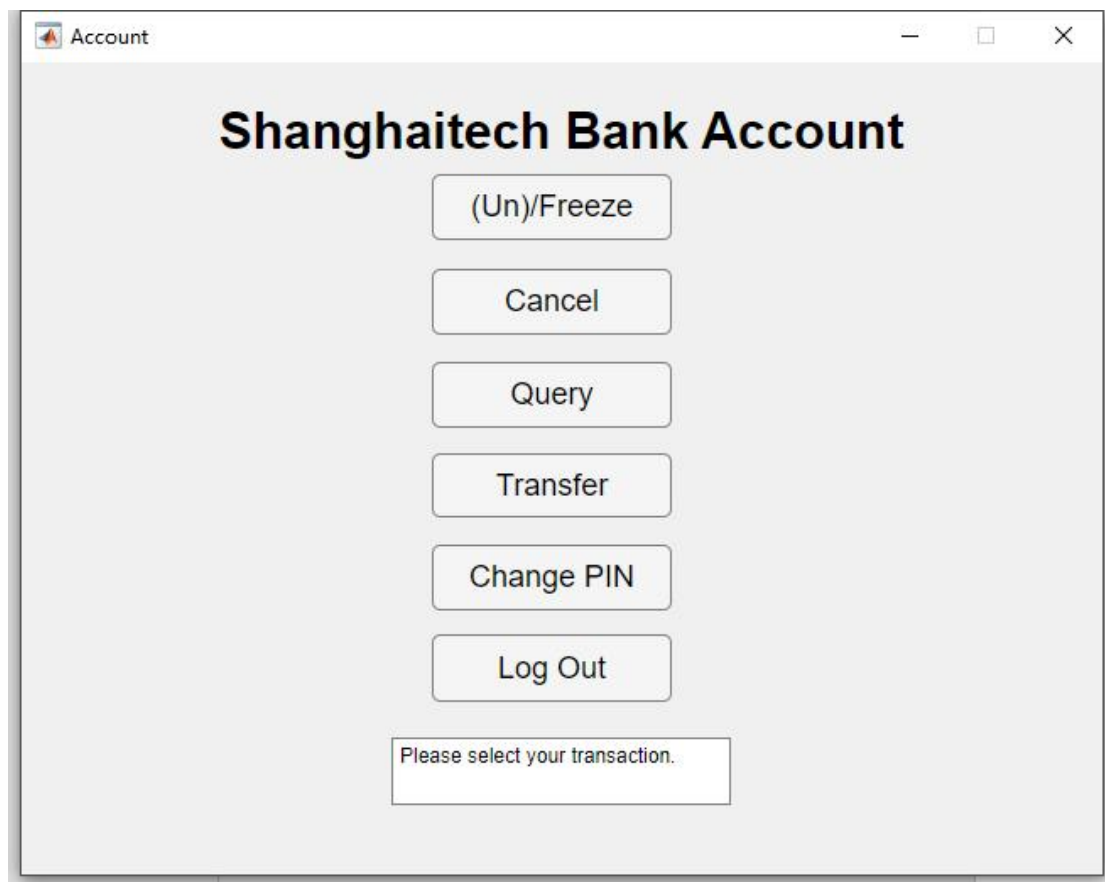 Account
Shanghaitech Bank Account
(Un)/Freeze
Cancel
Query
Transfer
Change PIN
Log Out
Please select your transaction.